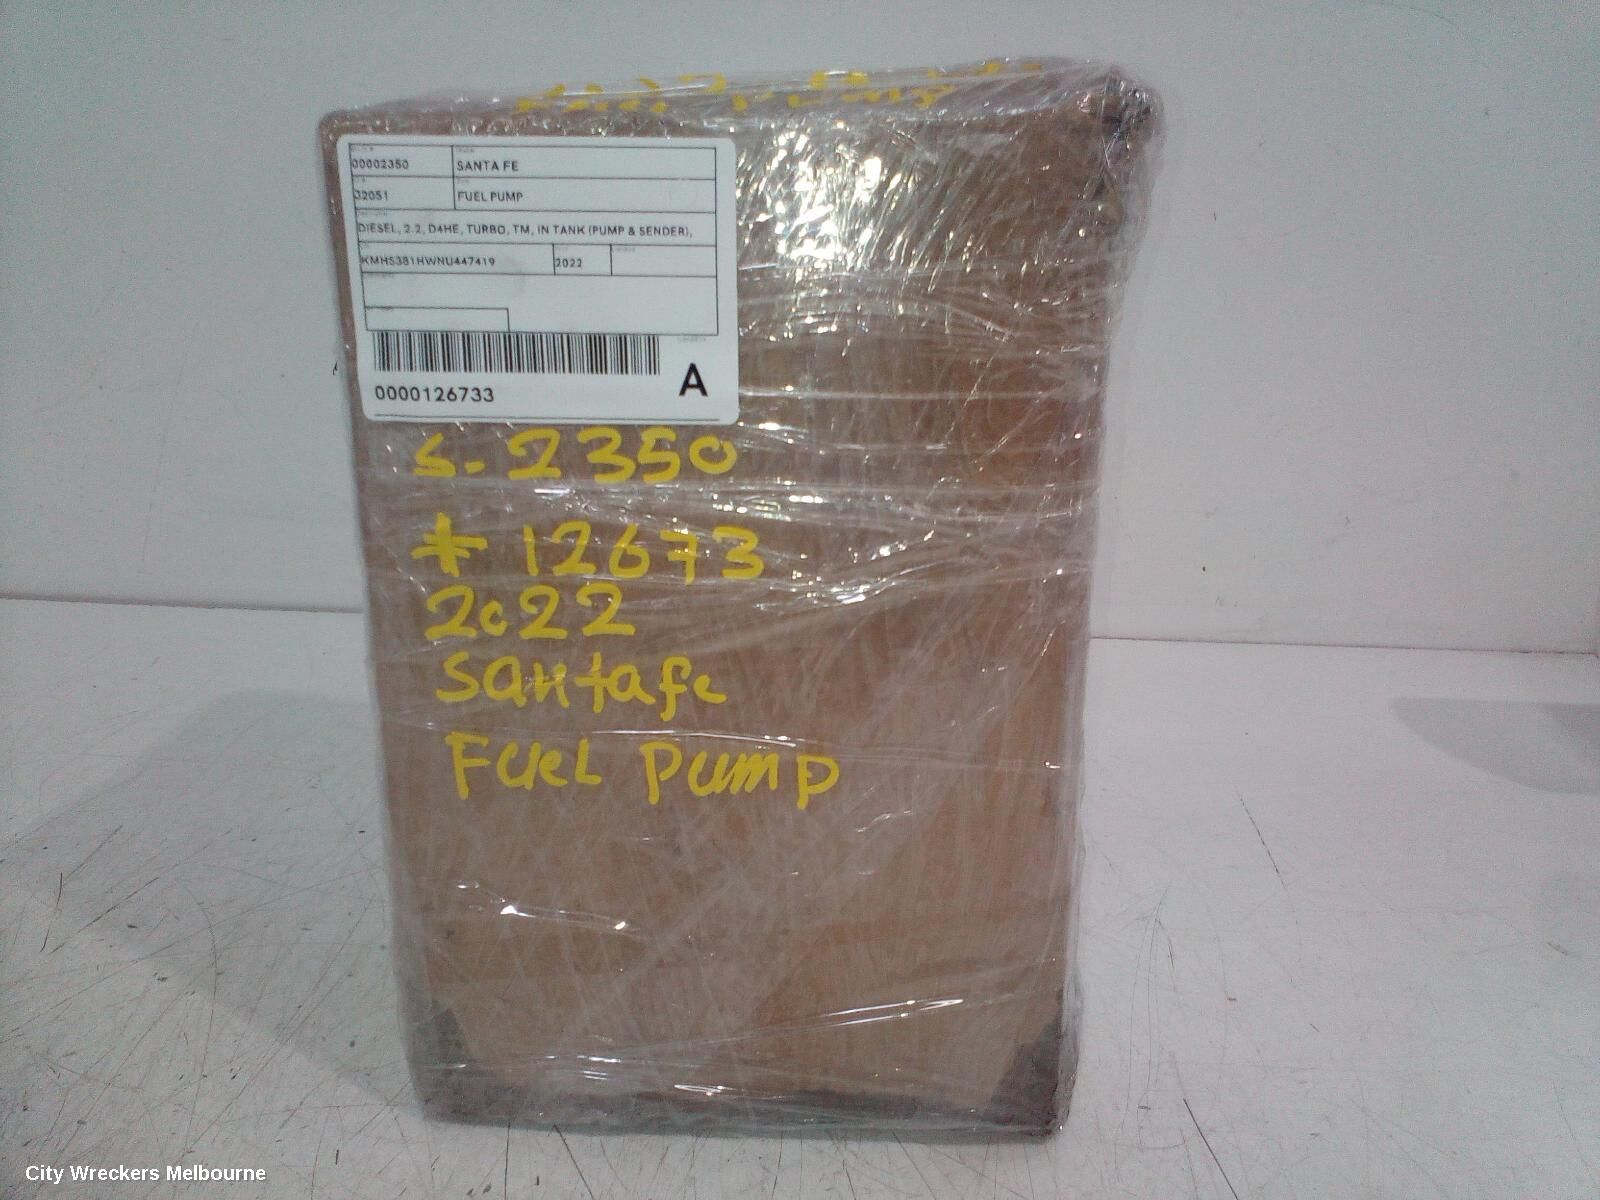 00002350 SANTA FE
32051 FUEL PUMP
DIESEL, 2.2, D4HE, TURBO, TM, IN TANK (PUMP & SENDER),
KMHS381HWNU447419 2022
0000126733 A
S-2350
* 12673
2022
Santafe
Fuel Pump
City Wreckers Melbourne